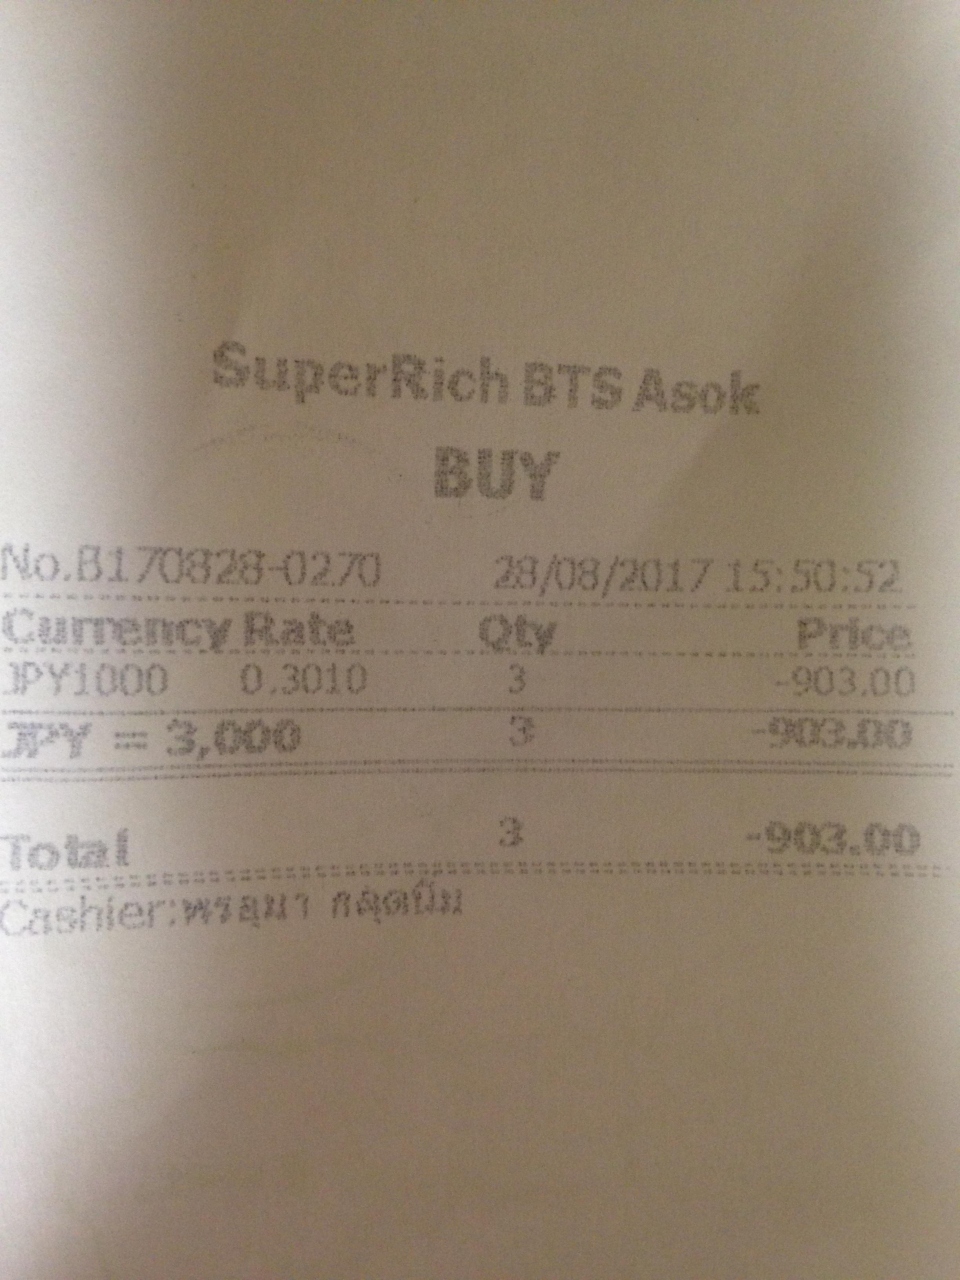 SuperRich BTS Asok
BUY
No.B170828-0270 28/08/2017 15:50:52
Currency Rate Qty Price
JPY1000 0.3010 3 -903.00
JPY = 3,000 3 -903.00
Total 3 -903.00
Cashier: